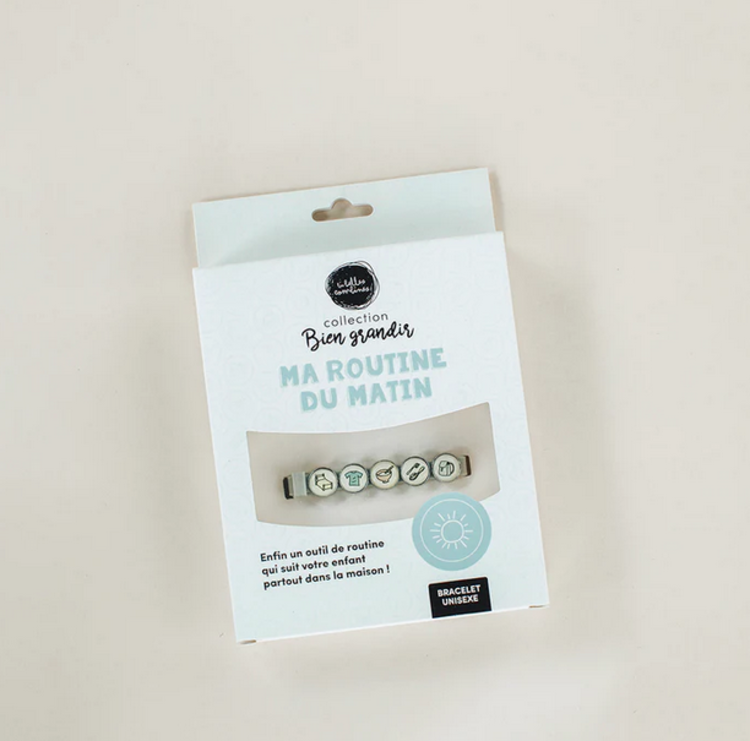 collection
Bien grandir
MA ROUTINE
DU MATIN
Enfin un outil de routine
qui suit votre enfant
partout dans la maison !
BRACELET
UNISEXE